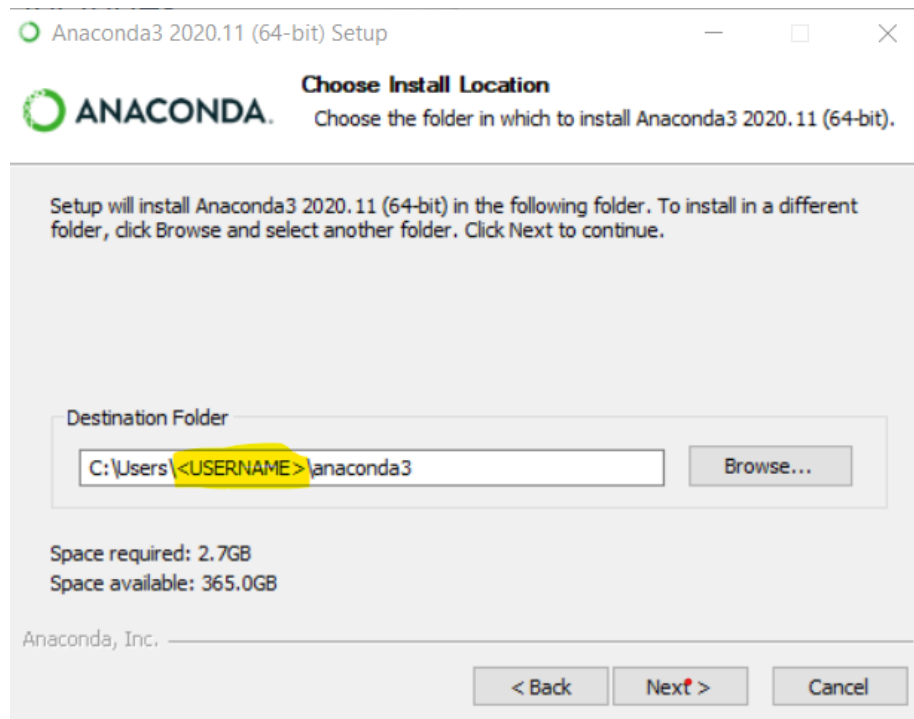 Anaconda3 2020.11 (64-bit) Setup
ANACONDA.
Choose Install Location
Choose the folder in which to install Anaconda3 2020.11 (64-bit).
Setup will install Anaconda3 2020.11 (64-bit) in the following folder. To install in a different
folder, click Browse and select another folder. Click Next to continue.
Destination Folder
C:\Users\<USERNAME>\anaconda3
Browse...
Space required: 2.7GB
Space available: 365.0GB
Anaconda, Inc.
< Back
Next >
Cancel